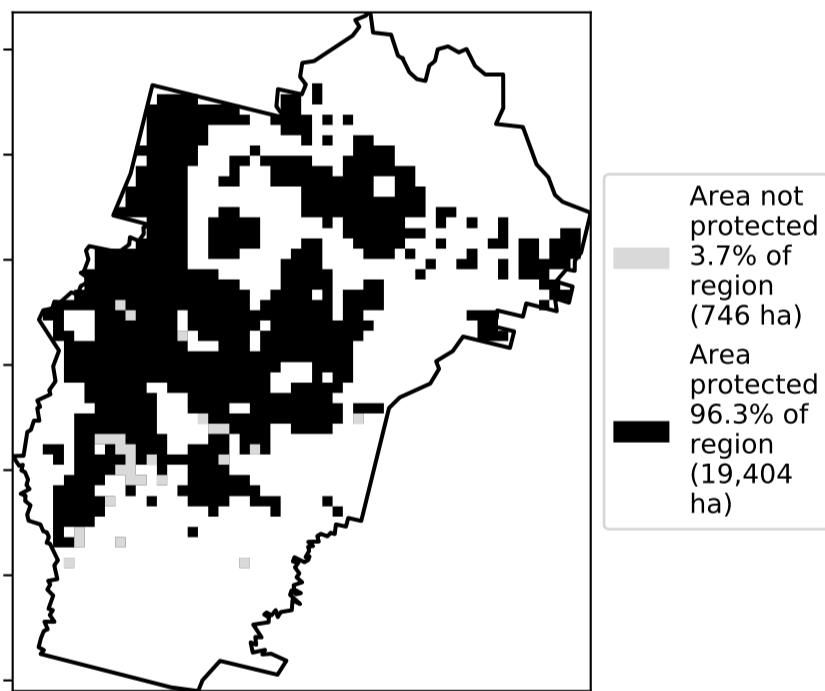 Area not
protected
3.7% of
region
(746 ha)
Area
protected
96.3% of
region
(19,404
ha)